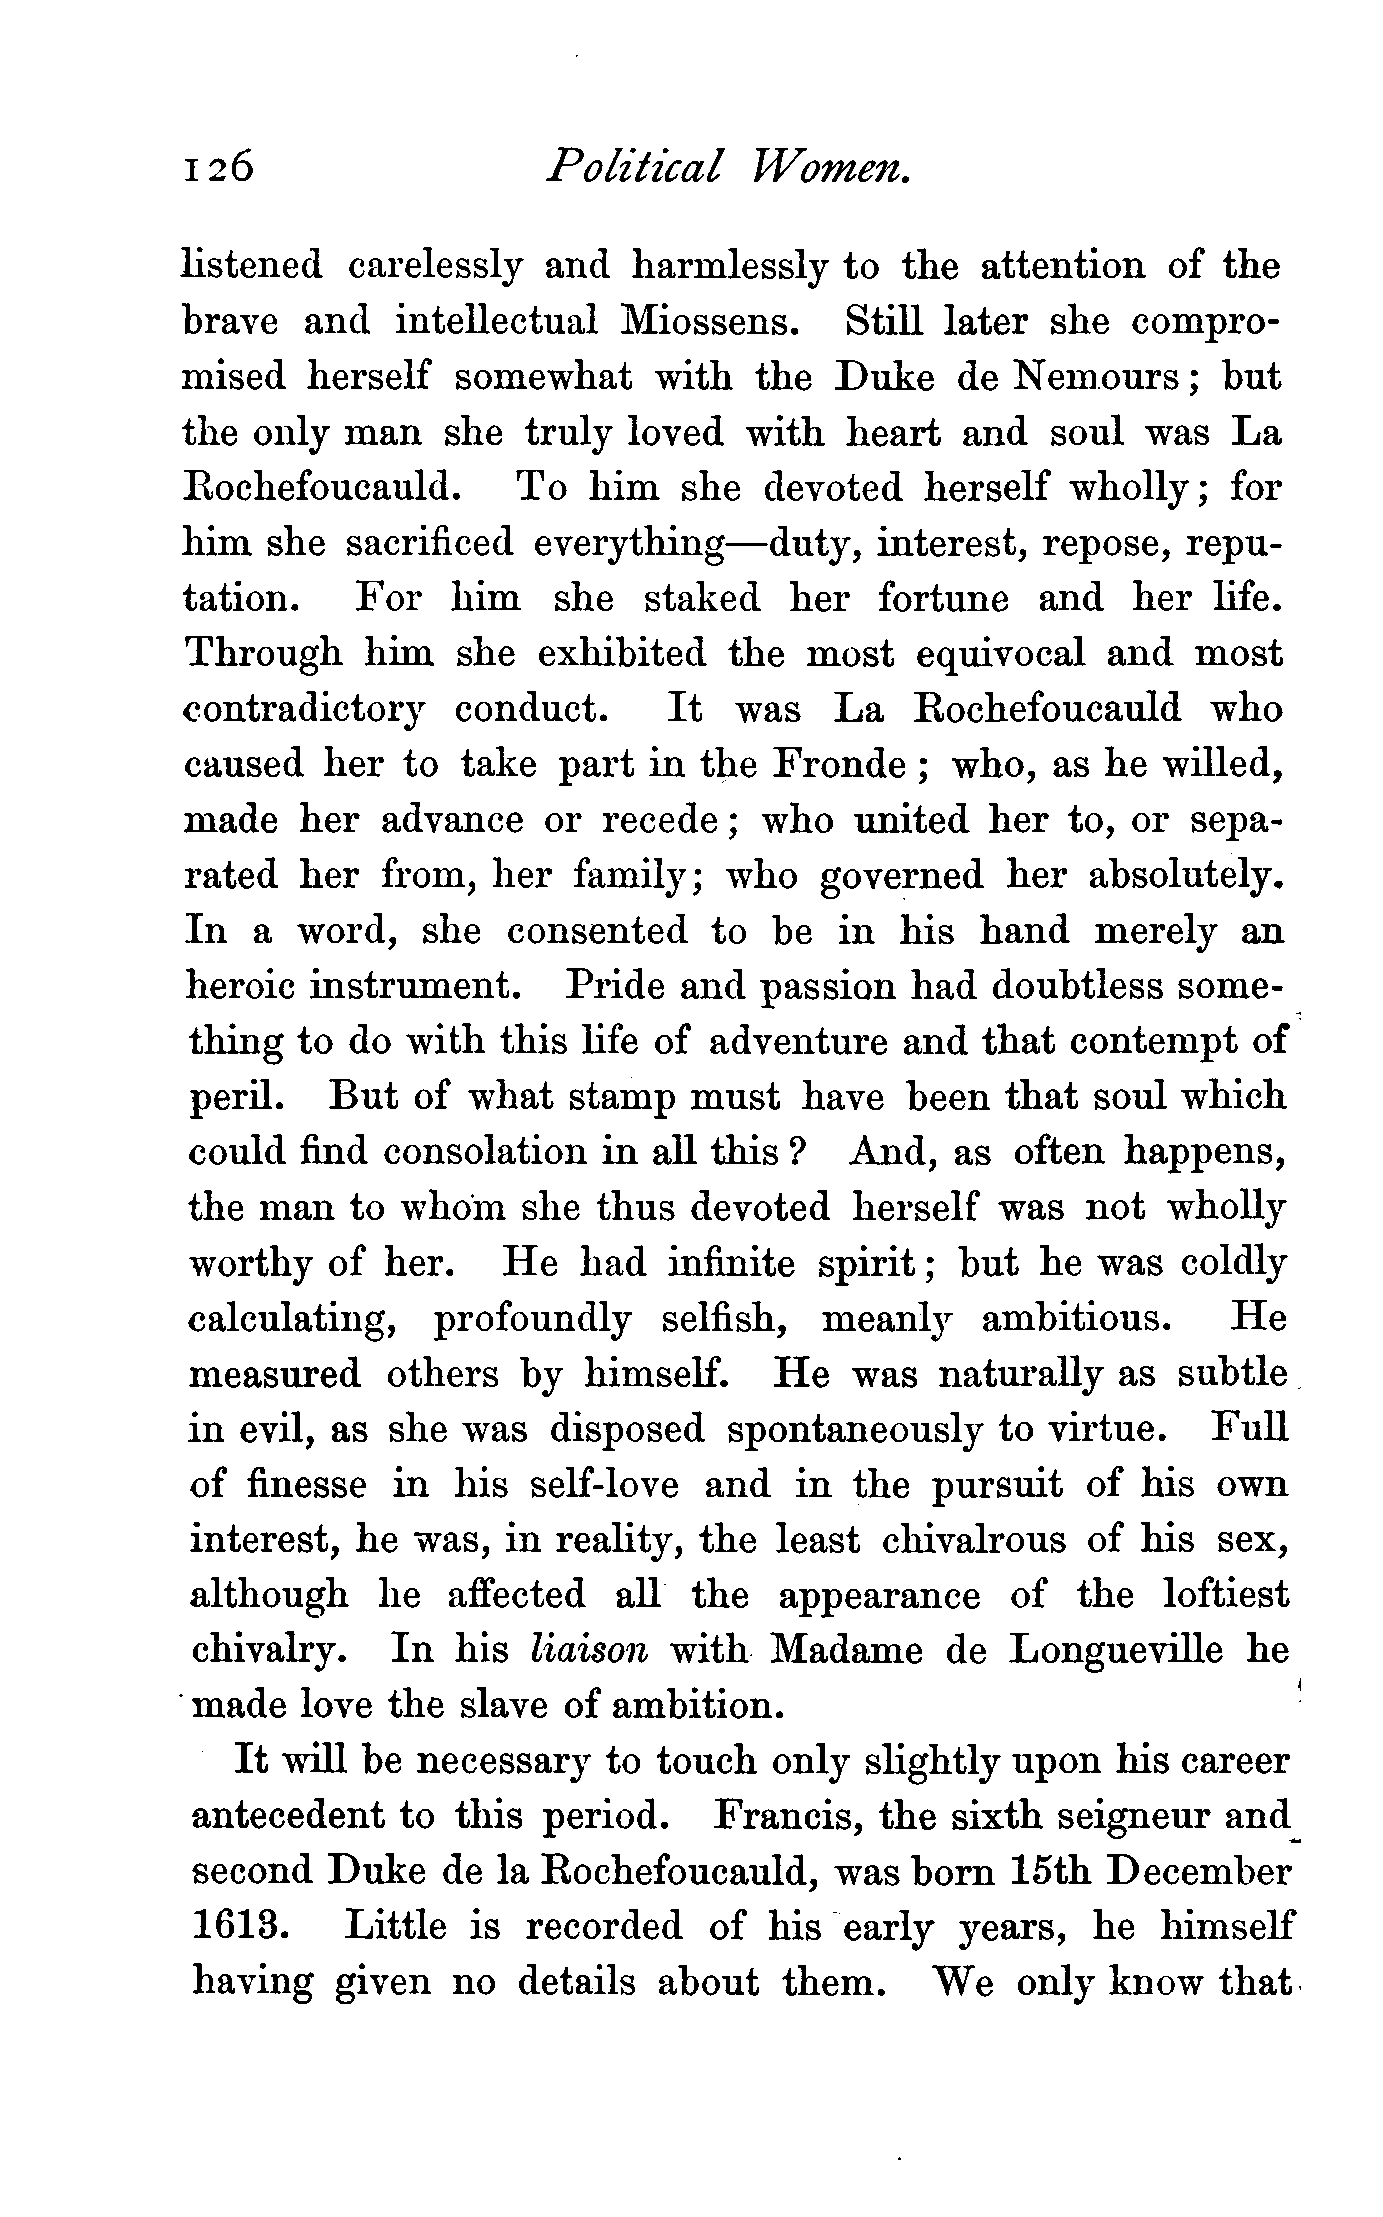 126 Political Women.
listened carelessly and harmlessly to the attention of the
brave and intellectual Miossens. Still later she compro-
mised herself somewhat with the Duke de Nemours; but
the only man she truly loved with heart and soul was La
Rochefoucauld. To him she devoted herself wholly; for
him she sacrificed everything—duty, interest, repose, repu-
tation. For him she staked her fortune and her life.
Through him she exhibited the most equivocal and most
contradictory conduct. It was La Rochefoucauld who
caused her to take part in the Fronde; who, as he willed,
made her advance or recede; who united her to, or sepa-
rated her from, her family; who governed her absolutely.
In a word, she consented to be in his hand merely an
heroic instrument. Pride and passion had doubtless some-
thing to do with this life of adventure and that contempt of
peril. But of what stamp must have been that soul which
could find consolation in all this? And, as often happens,
the man to whom she thus devoted herself was not wholly
worthy of her. He had infinite spirit; but he was coldly
calculating, profoundly selfish, meanly ambitious. He
measured others by himself. He was naturally as subtle
in evil, as she was disposed spontaneously to virtue. Full
of finesse in his self-love and in the pursuit of his own
interest, he was, in reality, the least chivalrous of his sex,
although he affected all the appearance of the loftiest
chivalry. In his liaison with Madame de Longueville he
made love the slave of ambition.
It will be necessary to touch only slightly upon his career
antecedent to this period. Francis, the sixth seigneur and
second Duke de la Rochefoucauld, was born 15th December
1613. Little is recorded of his early years, he himself
having given no details about them. We only know that